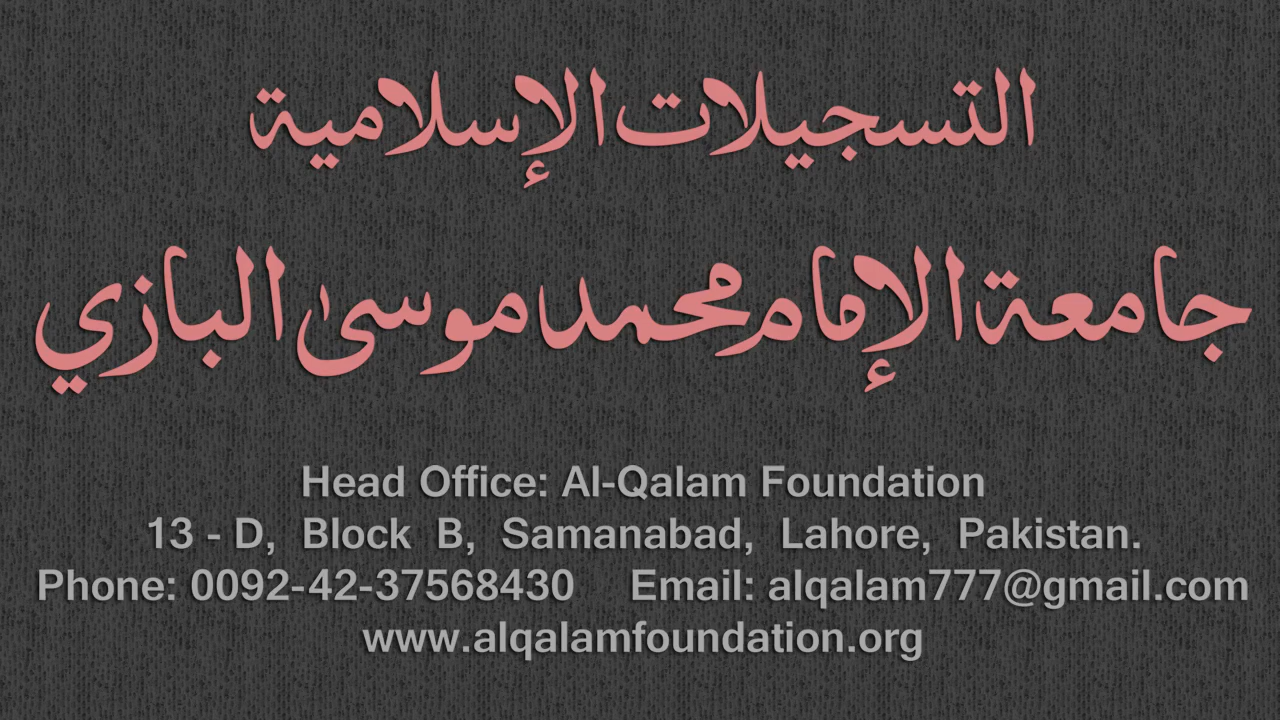 التسجيلات الإسلامية
جامعة الإمام محمد موسىٰ البازي
Head Office: Al-Qalam Foundation
13 - D, Block B, Samanabad, Lahore, Pakistan.
Phone: 0092-42-37568430 Email: alqalam777@gmail.com
www.alqalamfoundation.org